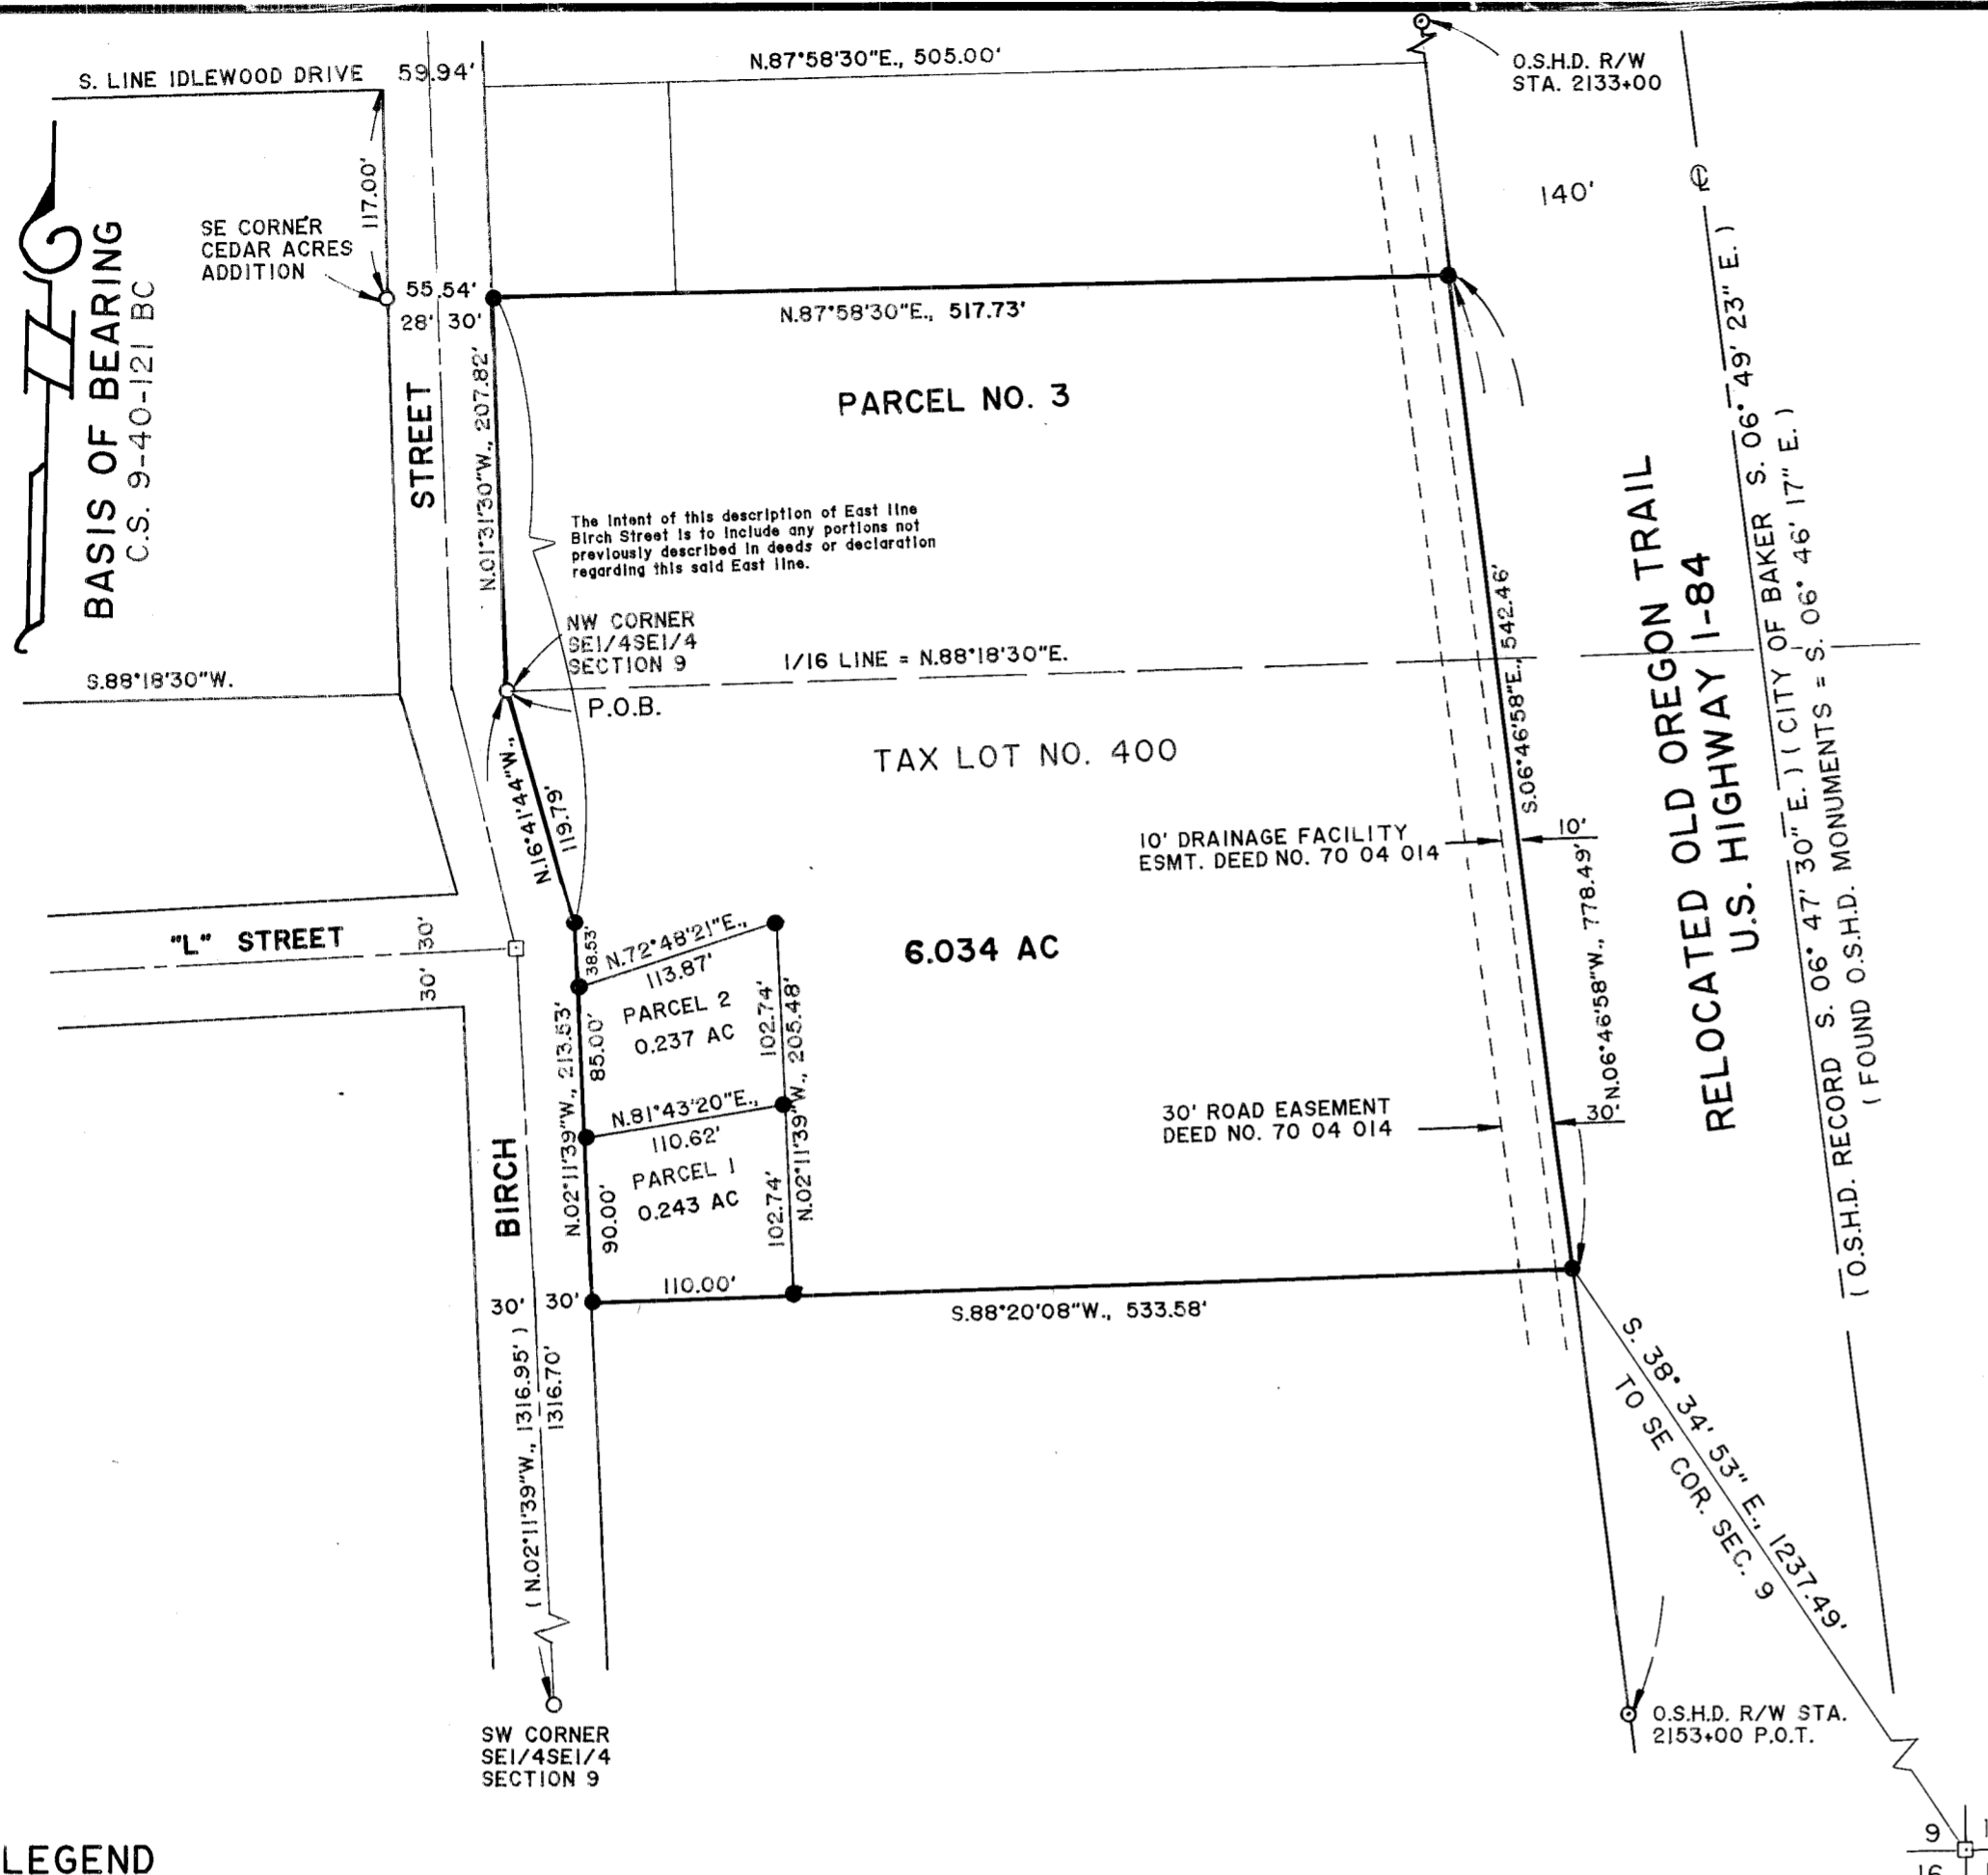 S. LINE IDLEWOOD DRIVE
59.94'
N.87°58'30"E., 505.00'
O.S.H.D. R/W
STA. 2133+00
117.00'
140'
BASIS OF BEARING
C.S. 9-40-121 BC
SE CORNER
CEDAR ACRES
ADDITION
55.54'
28' 30'
N.87°58'30"E., 517.73'
STREET
N.01°31'30"W., 207.82'
PARCEL NO. 3
The intent of this description of East line
Birch Street is to include any portions not
previously described in deeds or declaration
regarding this said East line.
NW CORNER
SE1/4SE1/4
SECTION 9
1/16 LINE = N.88°18'30"E.
S.88°18'30"W.
P.O.B.
TAX LOT NO. 400
N.16°41'44"W.,
119.79'
S.06°46'58"E., 542.46'
10' DRAINAGE FACILITY
ESMT. DEED NO. 70 04 014
10'
N.06°46'58"W., 778.49'
RELOCATED OLD OREGON TRAIL
U.S. HIGHWAY I-84
( O.S.H.D. RECORD S. 06° 47' 30" E. ) ( CITY OF BAKER S. 06° 49' 23" E. )
( FOUND O.S.H.D. MONUMENTS = S. 06° 46' 17" E. )
"L" STREET
30'
30'
38.53'
N.72°48'21"E.,
113.87'
6.034 AC
PARCEL 2
0.237 AC
85.00'
102.74'
N.02°11'39"W., 213.53'
N.02°11'39"W., 205.48'
N.81°43'20"E.,
110.62'
30' ROAD EASEMENT
DEED NO. 70 04 014
30'
BIRCH
PARCEL 1
0.243 AC
90.00'
102.74'
30' 30'
110.00'
S.88°20'08"W., 533.58'
( N.02°11'39"W., 1316.95' )
1316.70'
S. 38° 34' 53" E., 1237.49'
TO SE COR. SEC. 9
SW CORNER
SE1/4SE1/4
SECTION 9
O.S.H.D. R/W STA.
2153+00 P.O.T.
9
16
LEGEND